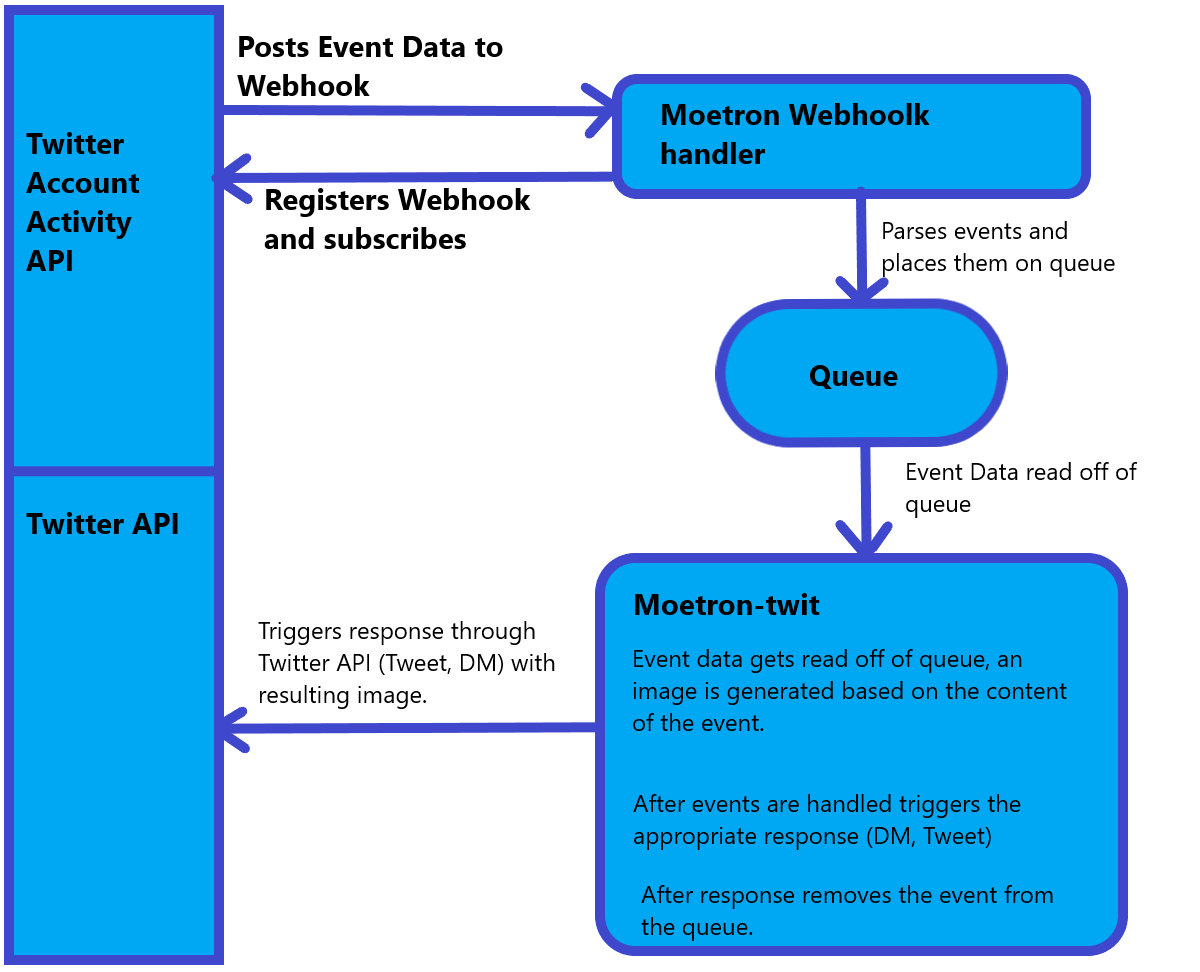 Posts Event Data to
Webhook
Twitter
Account
Activity
API
Moetron Webhoolk
handler
Registers Webhook
and subscribes
Parses events and
places them on queue
Queue
Event Data read off of
queue
Twitter API
Triggers response through
Twitter API (Tweet, DM) with
resulting image.
Moetron-twit
Event data gets read off of queue, an
image is generated based on the content
of the event.
After events are handled triggers the
appropriate response (DM, Tweet)
After response removes the event from
the queue.